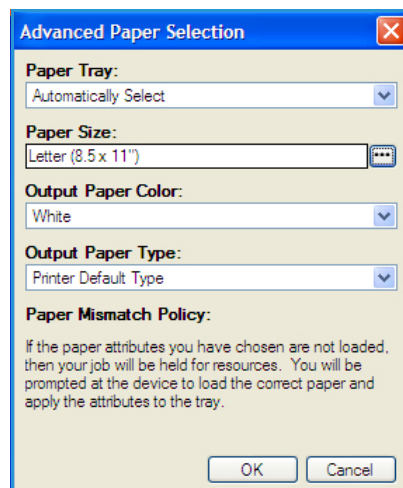 Advanced Paper Selection
Paper Tray:
Automatically Select
Paper Size:
Letter (8.5 x 11")
Output Paper Color:
White
Output Paper Type:
Printer Default Type
Paper Mismatch Policy:
If the paper attributes you have chosen are not loaded,
then your job will be held for resources.  You will be
prompted at the device to load the correct paper and
apply the attributes to the tray.
OK
Cancel